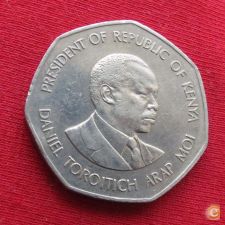 PRESIDENT OF REPUBLIC OF KENYA
DANIEL TOROITICH ARAP MOI